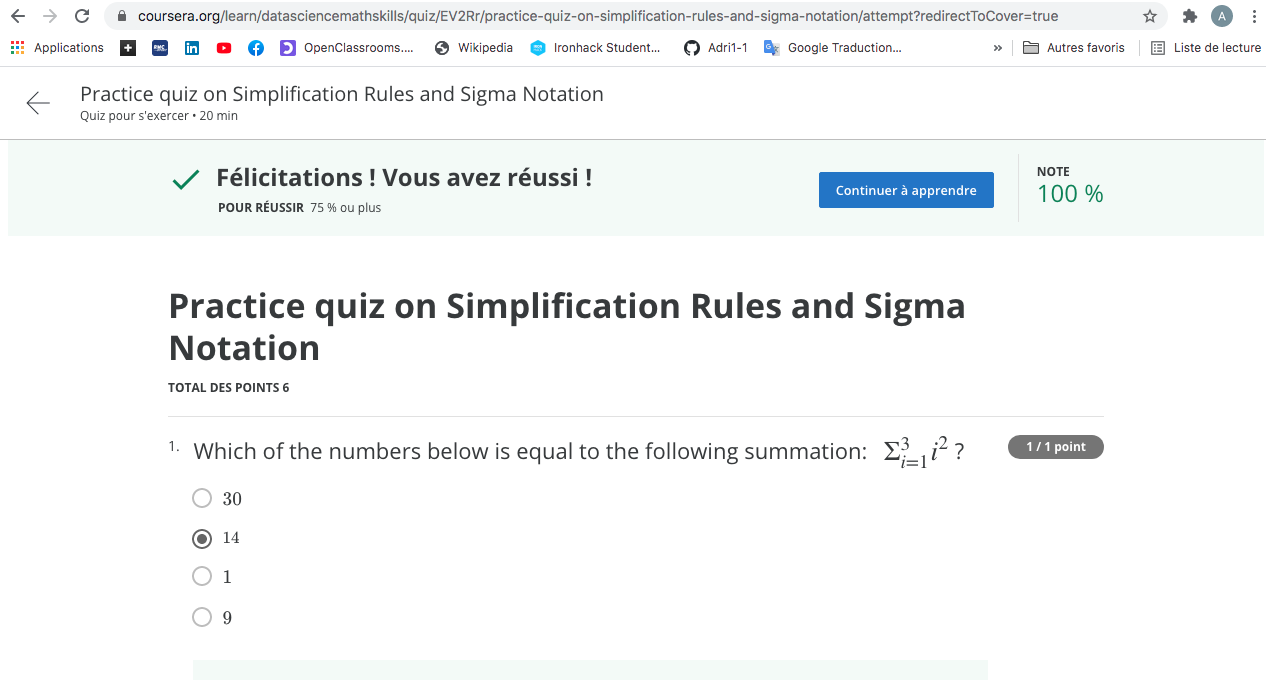 coursera.org/learn/datasciencemathskills/quiz/EV2Rr/practice-quiz-on-simplification-rules-and-sigma-notation/attempt?redirectToCover=true
A
Applications
OpenClassrooms....
Wikipedia
Ironhack Student...
Adri1-1
Google Traduction...
»
Autres favoris
Liste de lecture
Practice quiz on Simplification Rules and Sigma Notation
Quiz pour s'exercer • 20 min
Félicitations ! Vous avez réussi !
POUR RÉUSSIR 75 % ou plus
Continuer à apprendre
NOTE
100 %
Practice quiz on Simplification Rules and Sigma
Notation
TOTAL DES POINTS 6
1. Which of the numbers below is equal to the following summation: Σ³ᵢ₌₁ i² ?
1 / 1 point
30
14
1
9